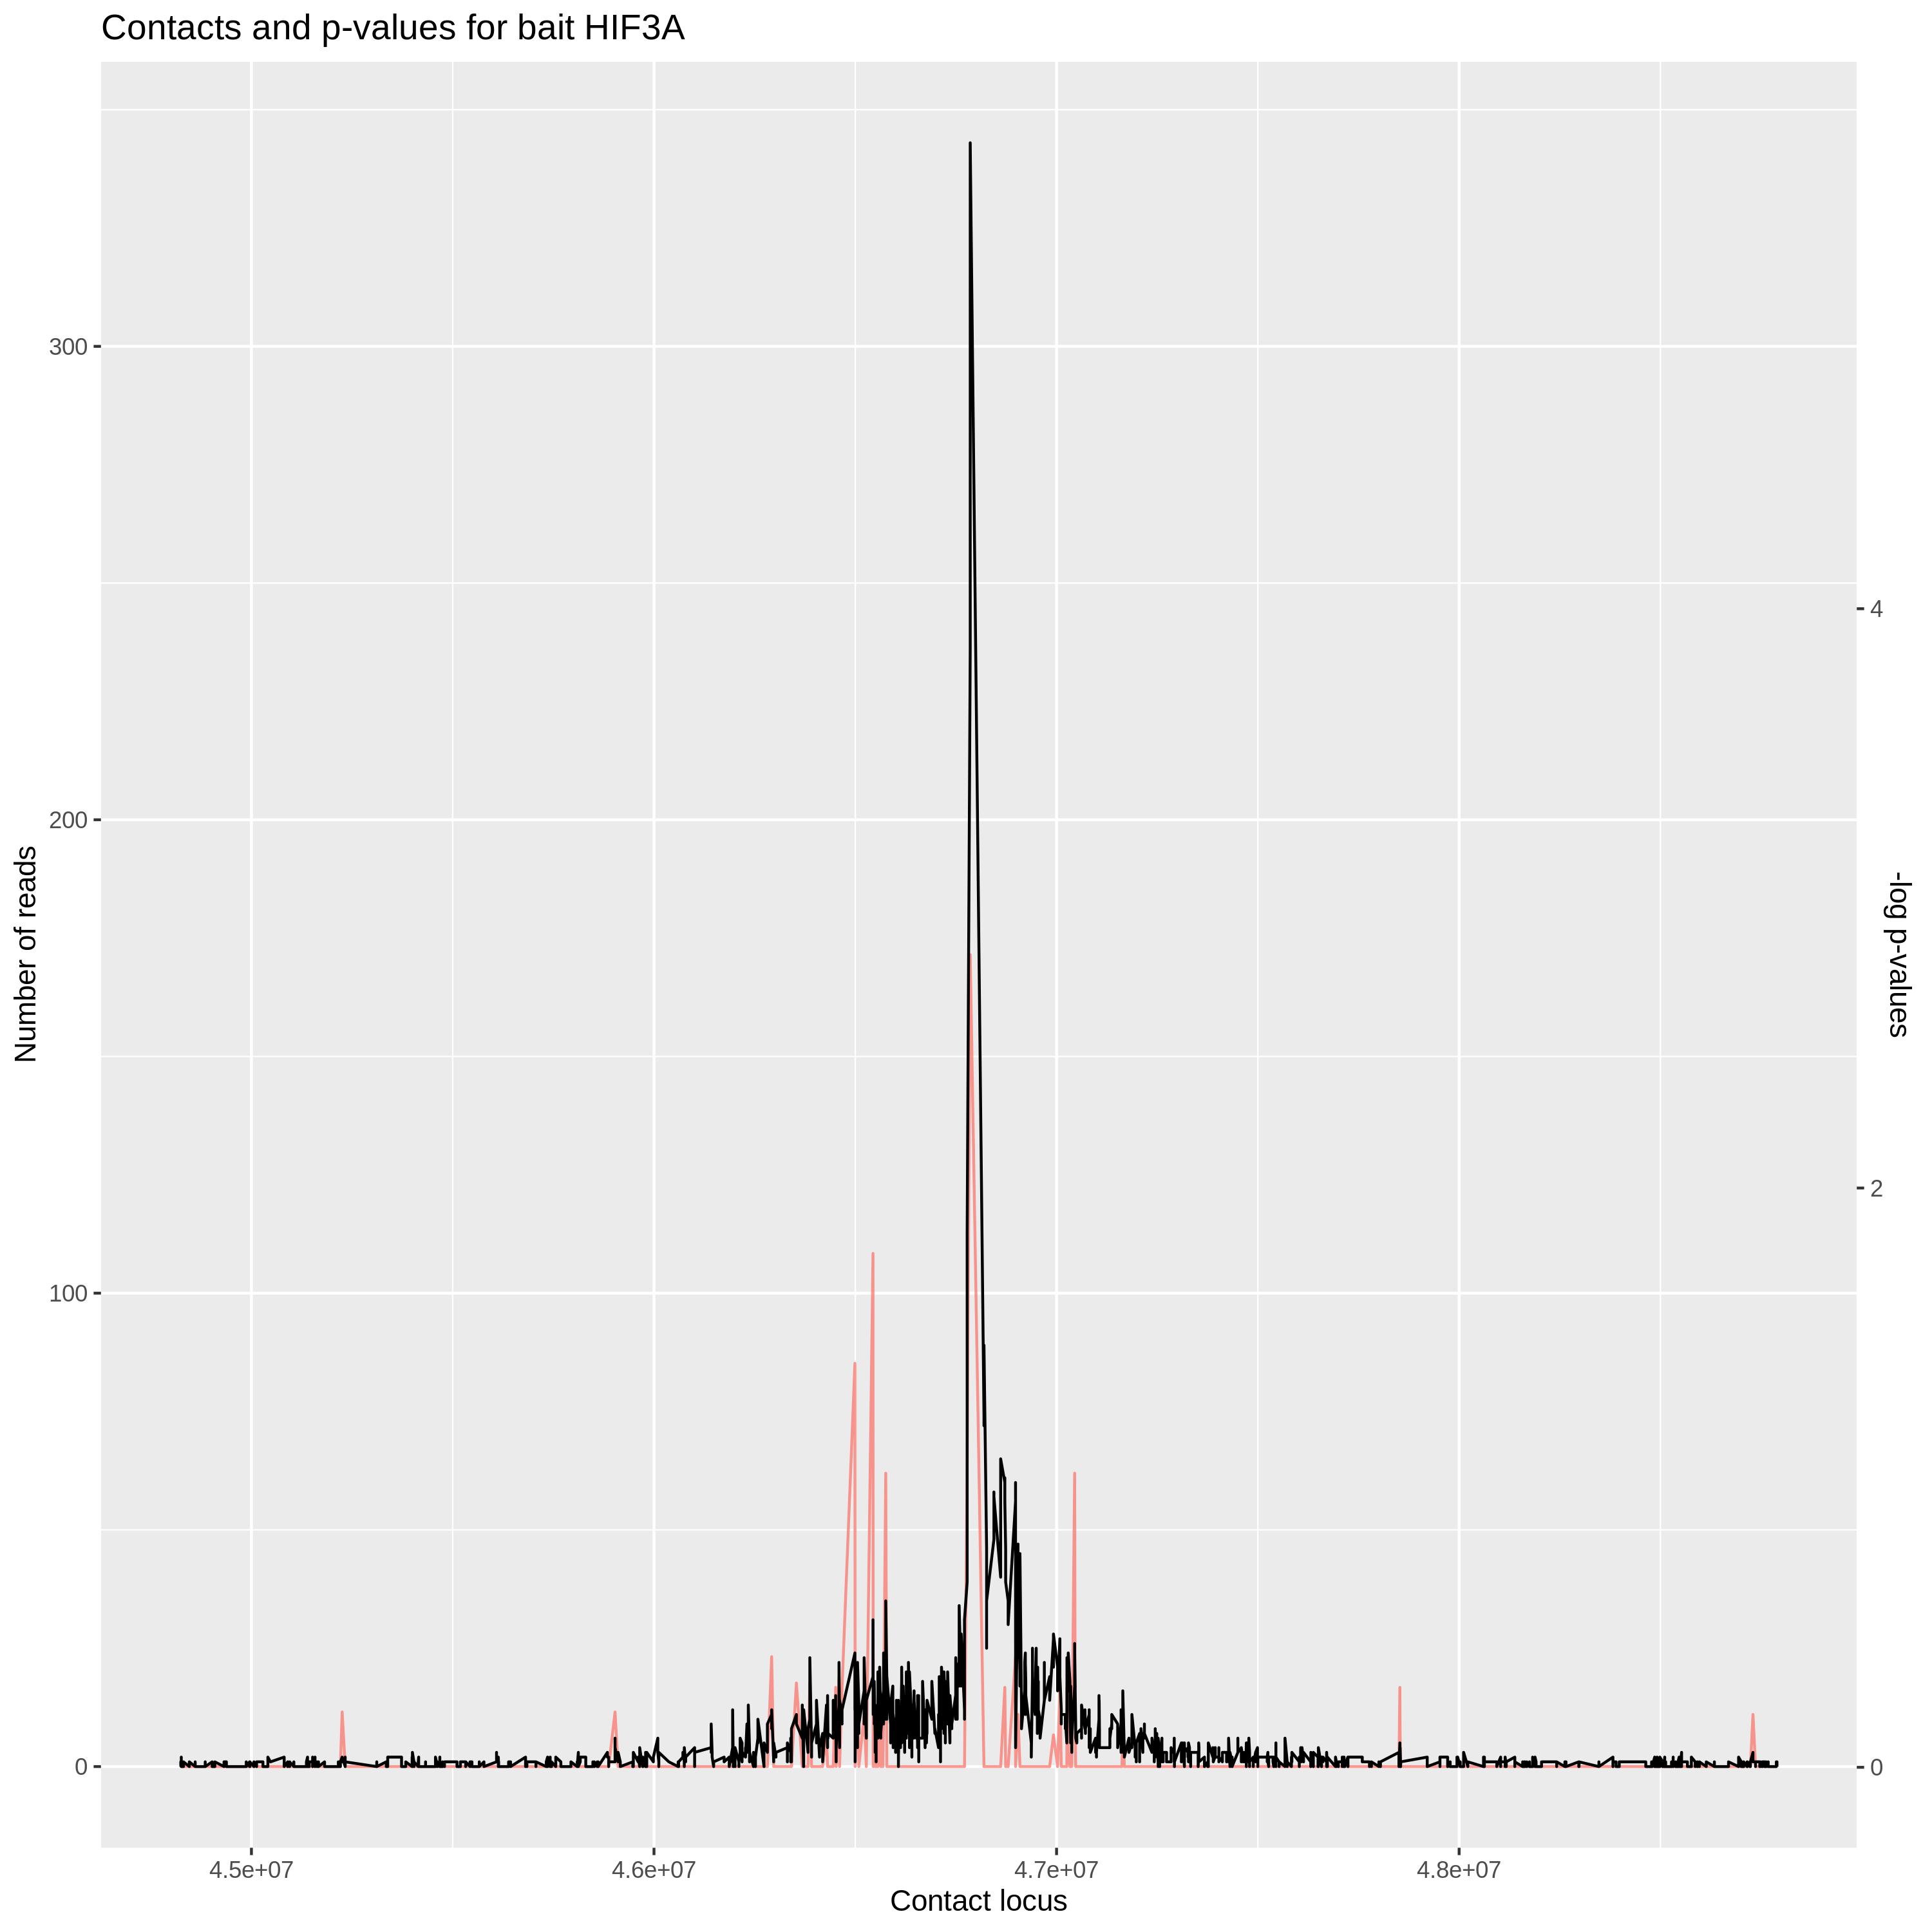 Contacts and p-values for bait HIF3A
Number of reads
300
200
100
0
4
2
0
-log p-values
4.5e+07
4.6e+07
4.7e+07
4.8e+07
Contact locus